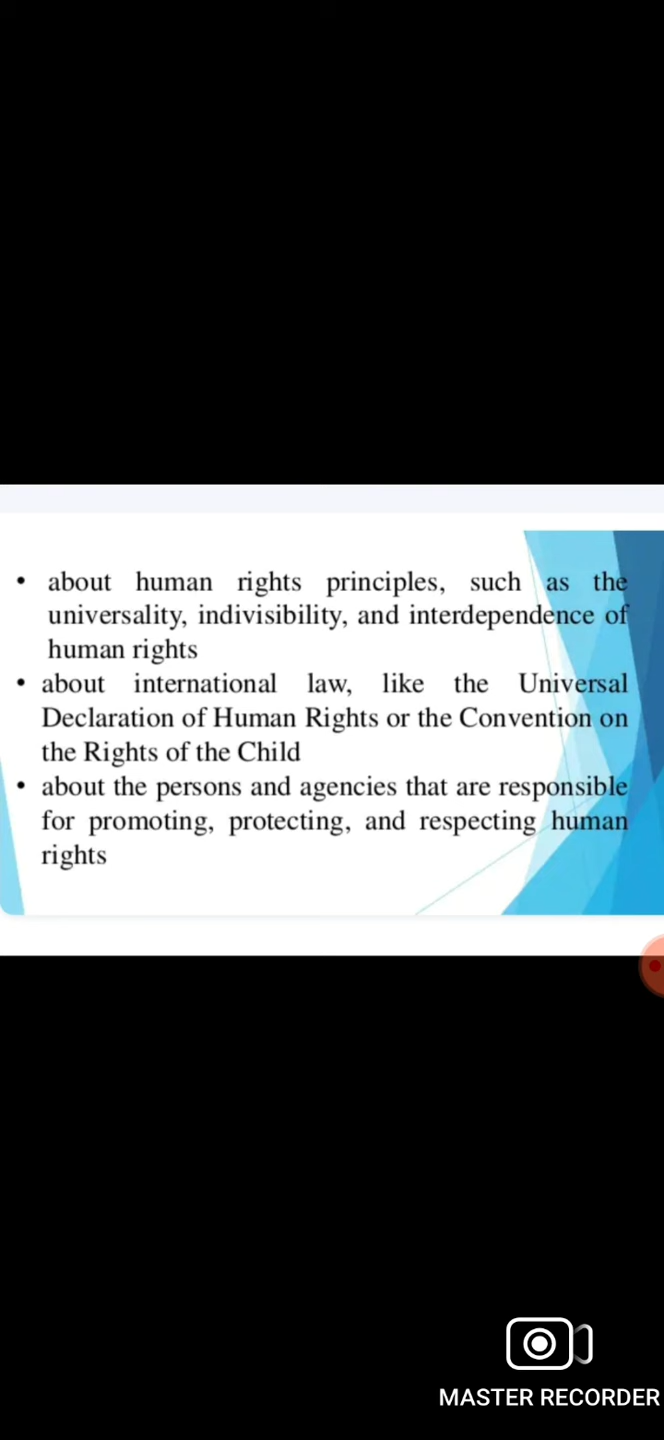 • about human rights principles, such as the
universality, indivisibility, and interdependence of
human rights
• about international law, like the Universal
Declaration of Human Rights or the Convention on
the Rights of the Child
• about the persons and agencies that are responsible
for promoting, protecting, and respecting human
rights
MASTER RECORDER